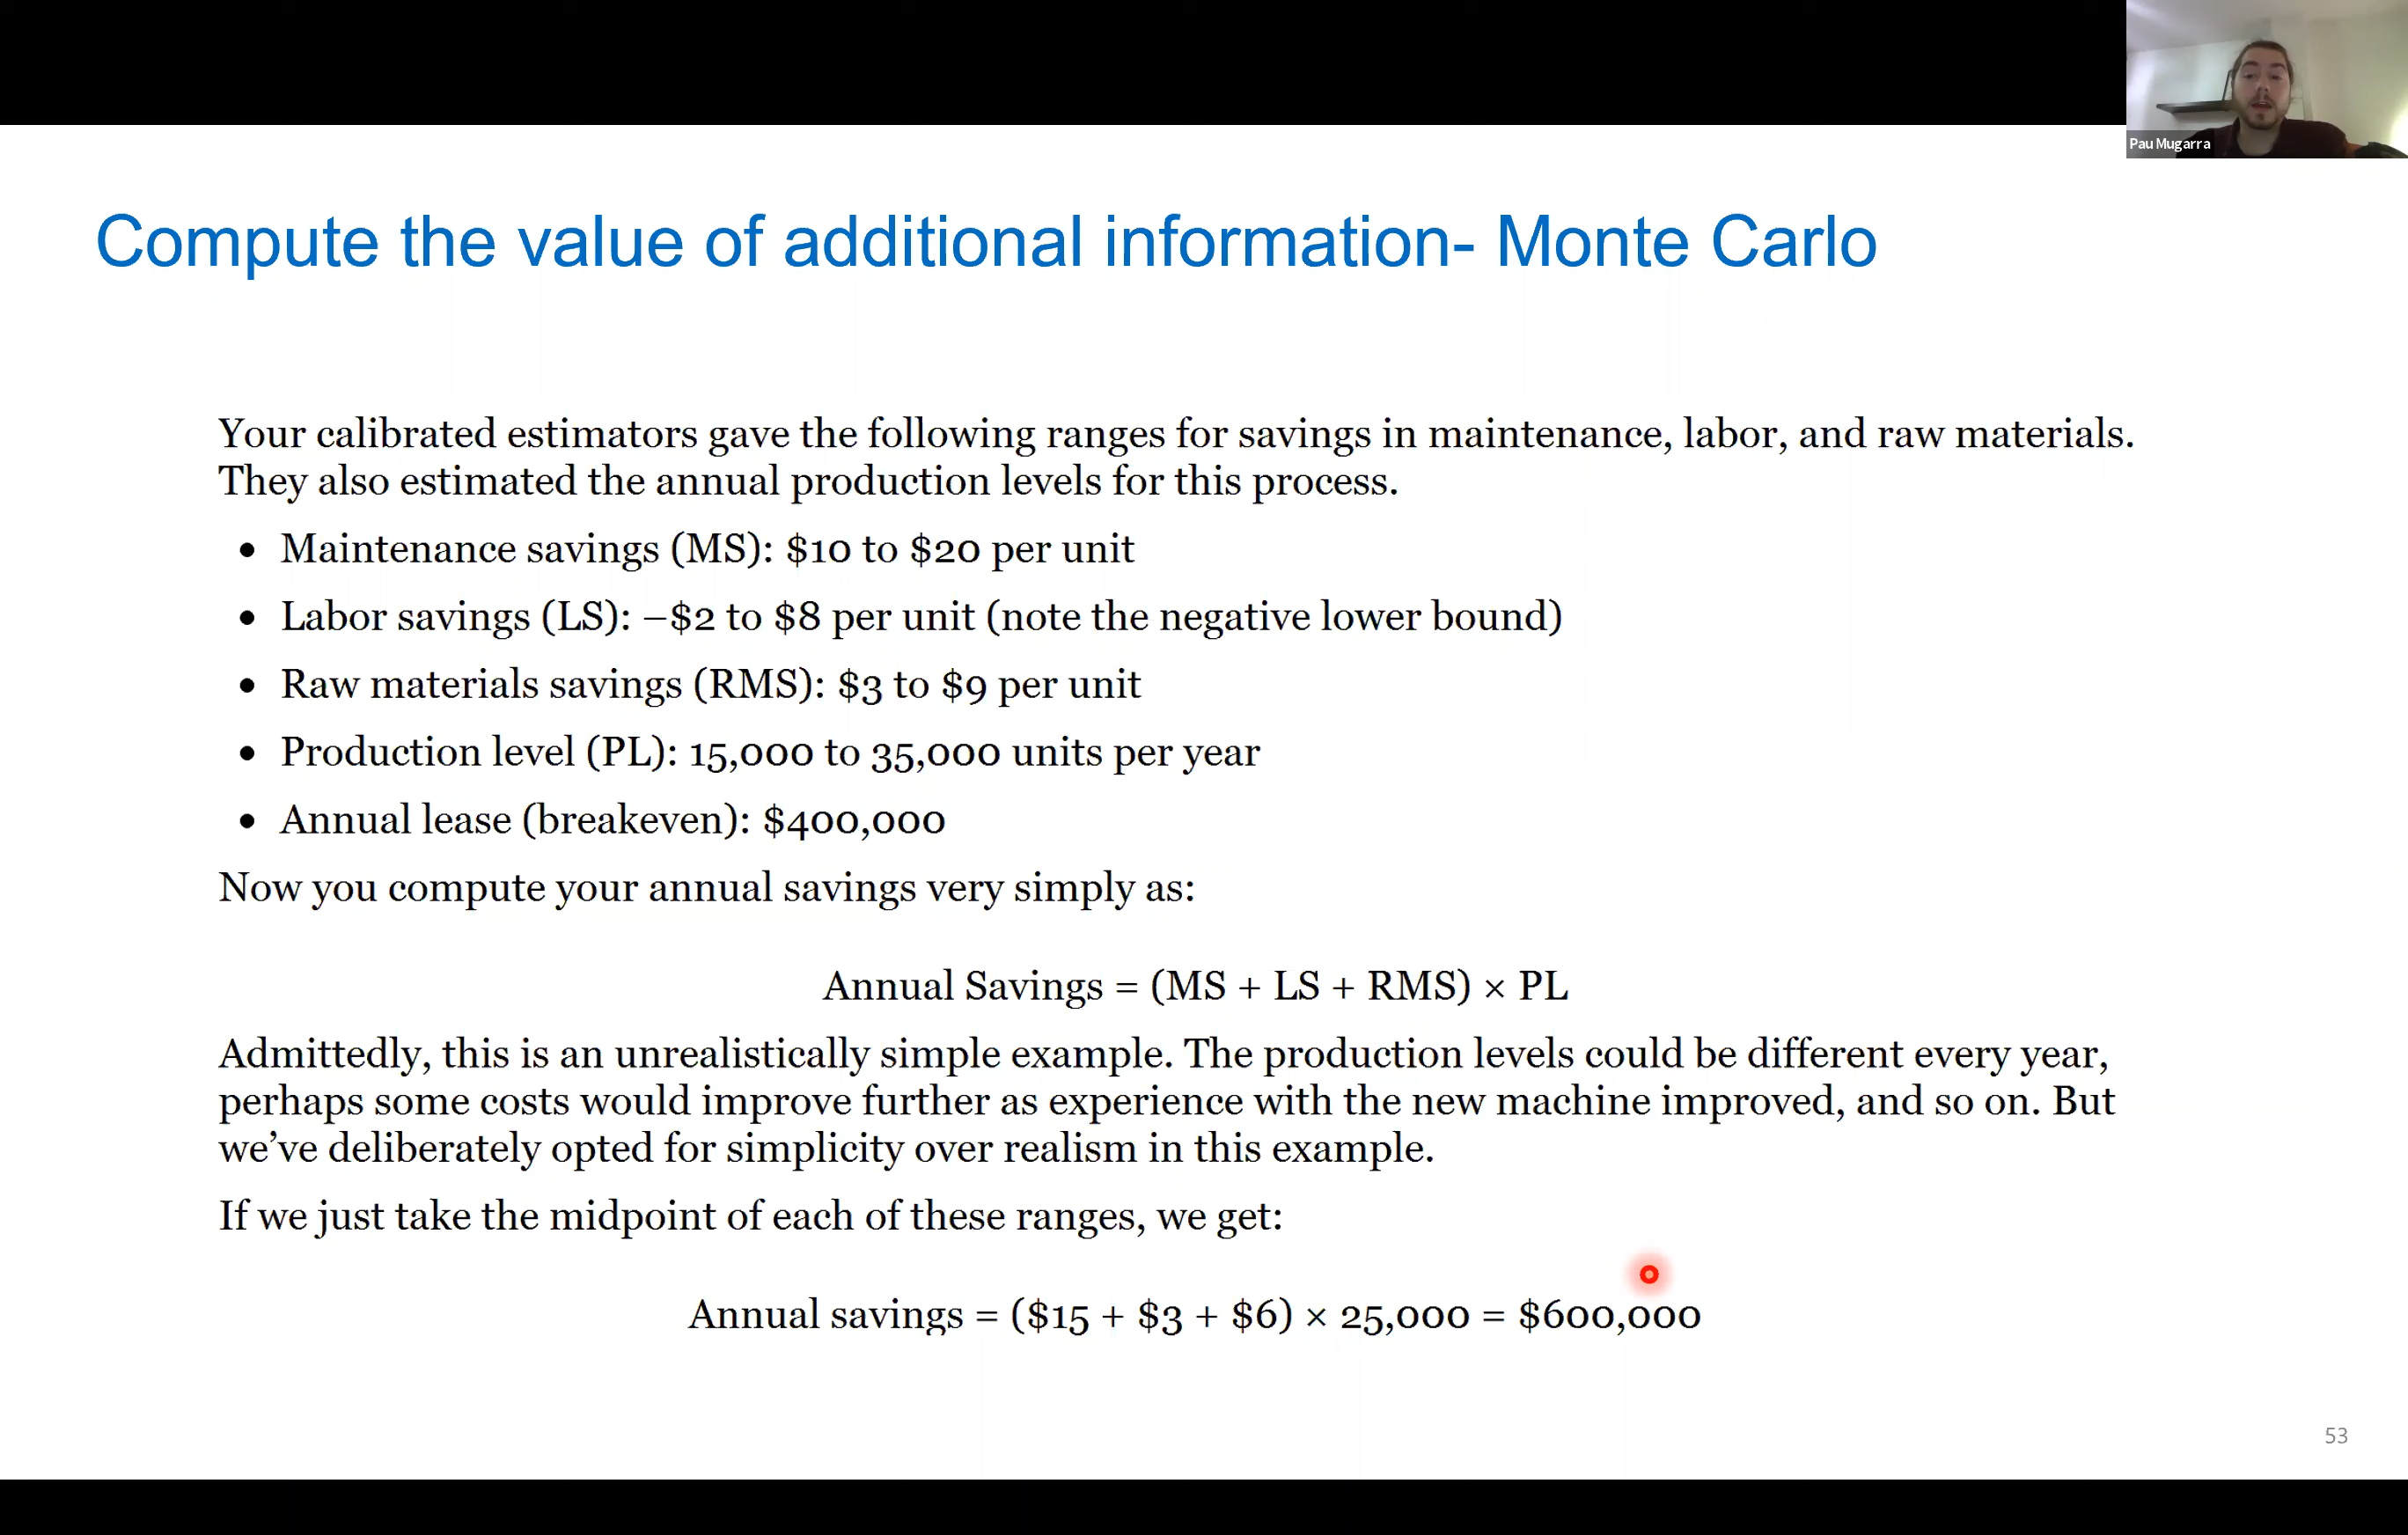 Pau Mugarra
Compute the value of additional information- Monte Carlo
Your calibrated estimators gave the following ranges for savings in maintenance, labor, and raw materials.
They also estimated the annual production levels for this process.
• Maintenance savings (MS): $10 to $20 per unit
• Labor savings (LS): –$2 to $8 per unit (note the negative lower bound)
• Raw materials savings (RMS): $3 to $9 per unit
• Production level (PL): 15,000 to 35,000 units per year
• Annual lease (breakeven): $400,000
Now you compute your annual savings very simply as:
Annual Savings = (MS + LS + RMS) × PL
Admittedly, this is an unrealistically simple example. The production levels could be different every year,
perhaps some costs would improve further as experience with the new machine improved, and so on. But
we’ve deliberately opted for simplicity over realism in this example.
If we just take the midpoint of each of these ranges, we get:
Annual savings = ($15 + $3 + $6) × 25,000 = $600,000
53